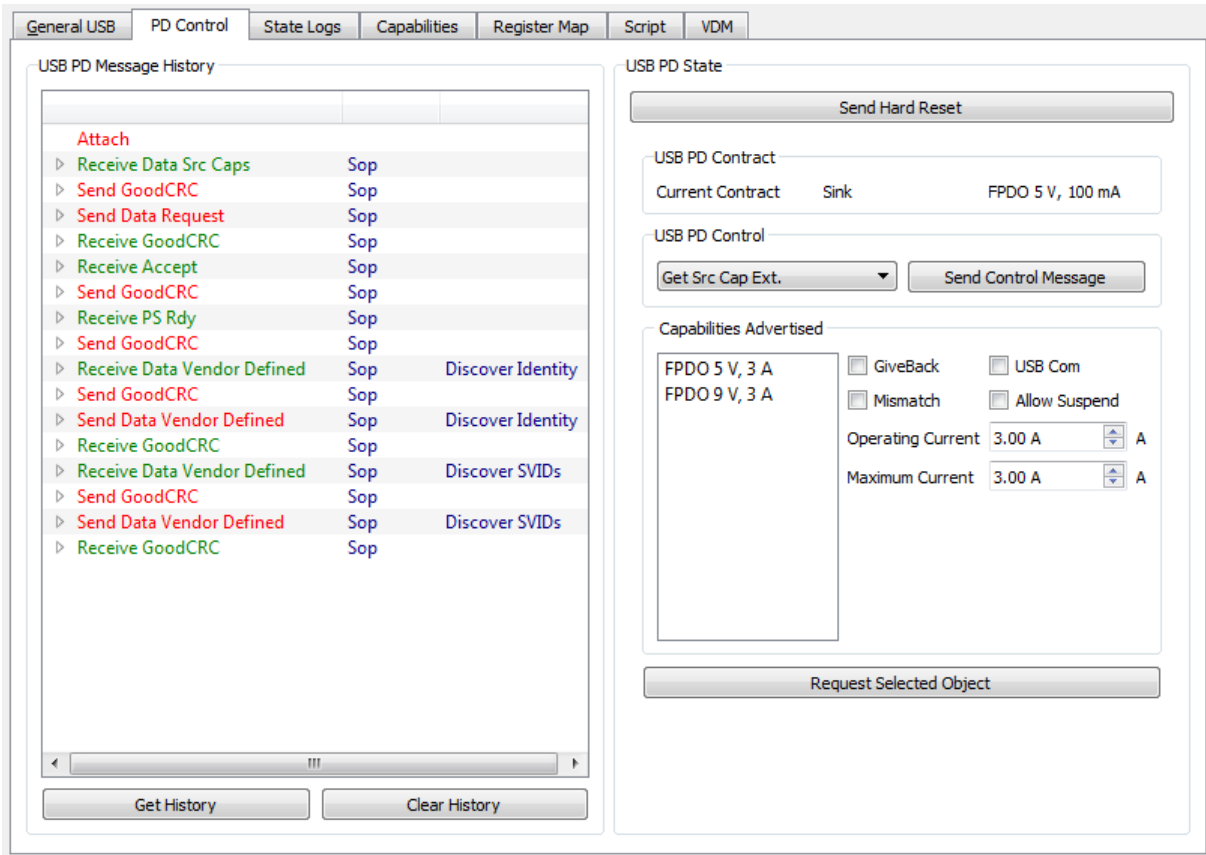 General USB PD Control State Logs Capabilities Register Map Script VDM
USB PD Message History
Attach
Receive Data Src Caps Sop
Send GoodCRC Sop
Send Data Request Sop
Receive GoodCRC Sop
Receive Accept Sop
Send GoodCRC Sop
Receive PS Rdy Sop
Send GoodCRC Sop
Receive Data Vendor Defined Sop Discover Identity
Send GoodCRC Sop
Send Data Vendor Defined Sop Discover Identity
Receive GoodCRC Sop
Receive Data Vendor Defined Sop Discover SVIDs
Send GoodCRC Sop
Send Data Vendor Defined Sop Discover SVIDs
Receive GoodCRC Sop
Get History Clear History
USB PD State
Send Hard Reset
USB PD Contract
Current Contract Sink FPDO 5 V, 100 mA
USB PD Control
Get Src Cap Ext. Send Control Message
Capabilities Advertised
FPDO 5 V, 3 A
FPDO 9 V, 3 A
GiveBack USB Com
Mismatch Allow Suspend
Operating Current 3.00 A A
Maximum Current 3.00 A A
Request Selected Object